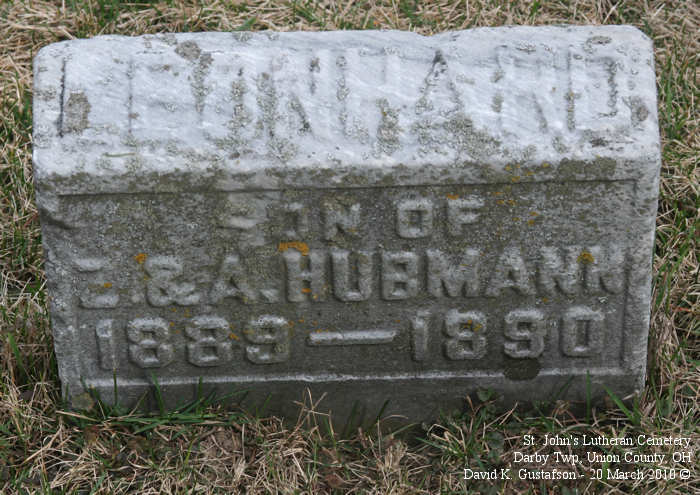 LEONHARD
SON OF
& A. HUBMANN
1889 — 1890
St. John's Lutheran Cemetery
Darby Twp, Union County, OH
David K. Gustafson - 20 March 2010 ©